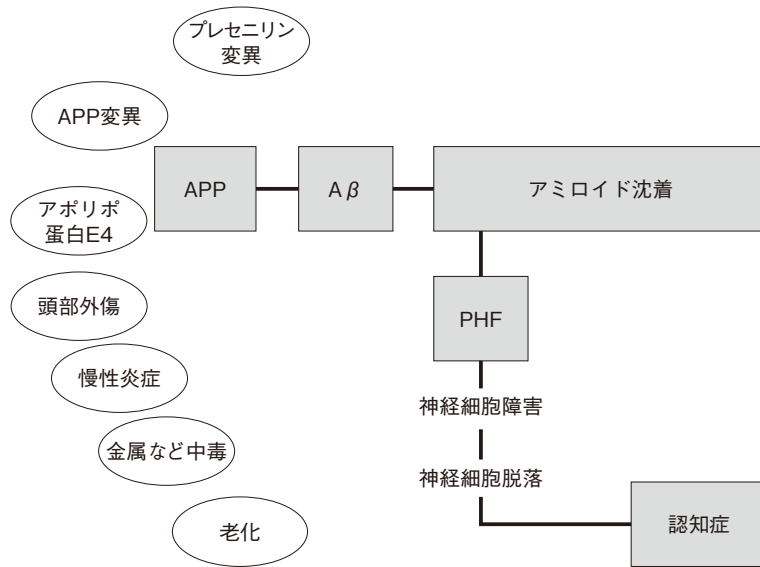 プレセニリン
変異
APP変異
APP
Aβ
アミロイド沈着
アポリポ
蛋白E4
頭部外傷
PHF
慢性炎症
神経細胞障害
金属など中毒
神経細胞脱落
老化
認知症